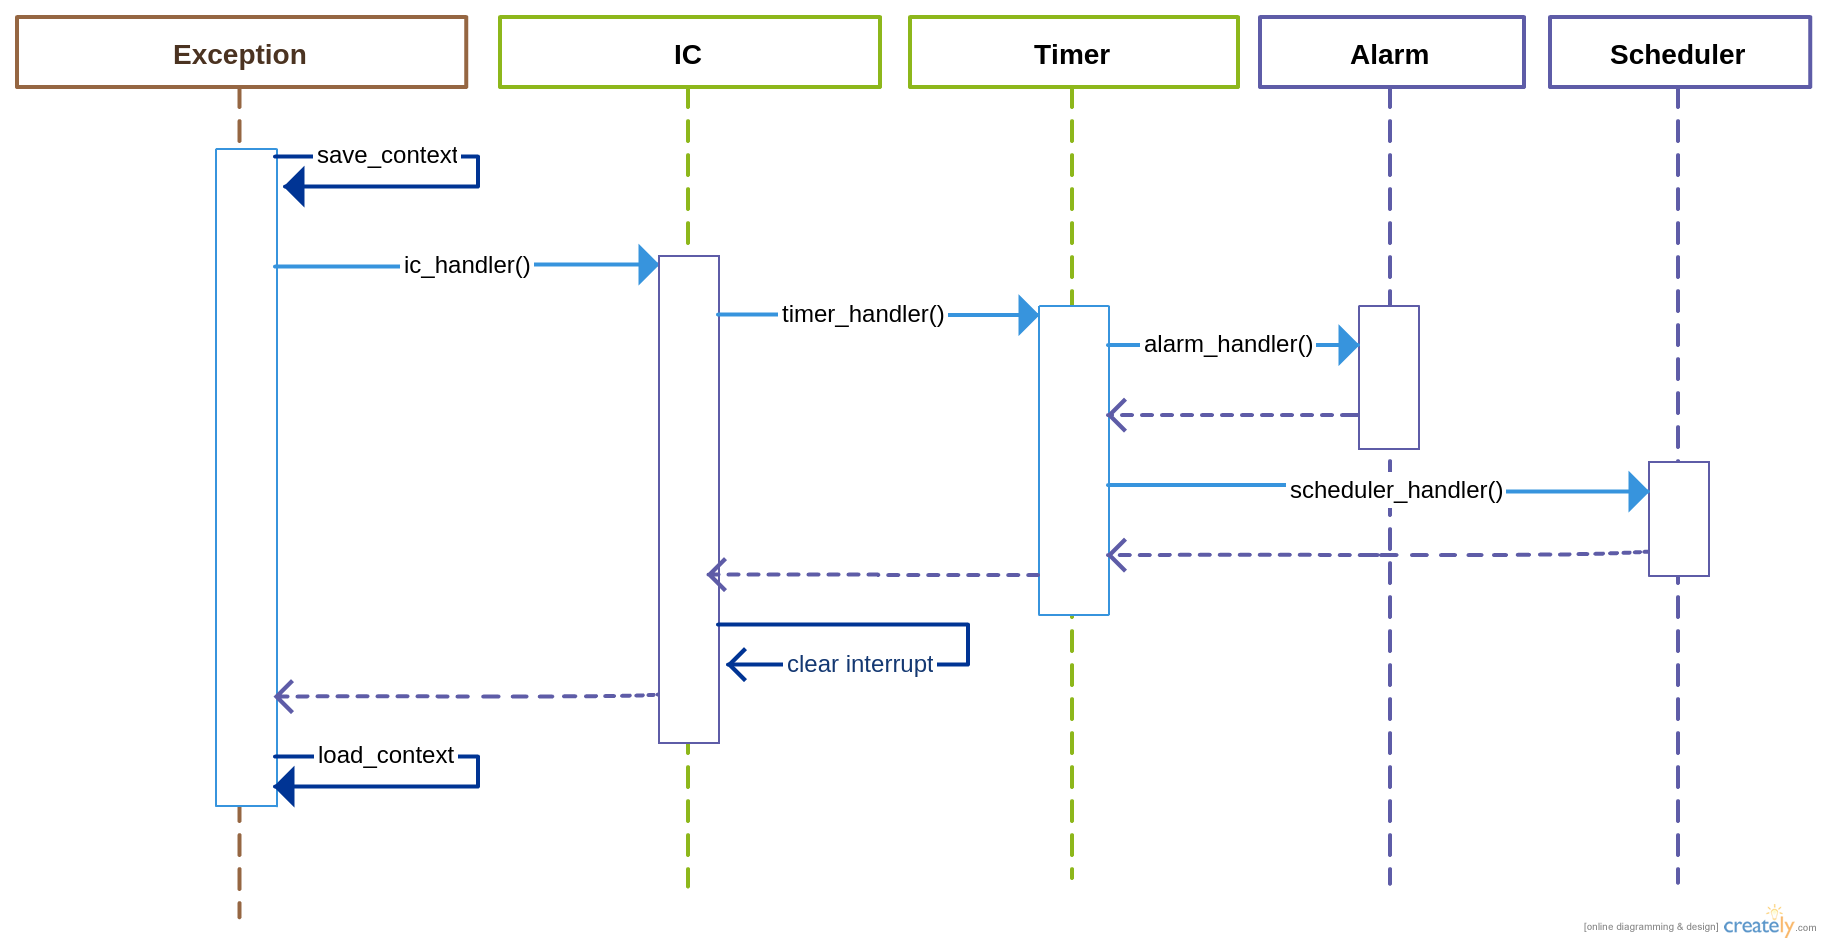 Exception
IC
Timer
Alarm
Scheduler
save_context
ic_handler()
timer_handler()
alarm_handler()
scheduler_handler()
clear interrupt
load_context
[online diagramming & design] creately.com